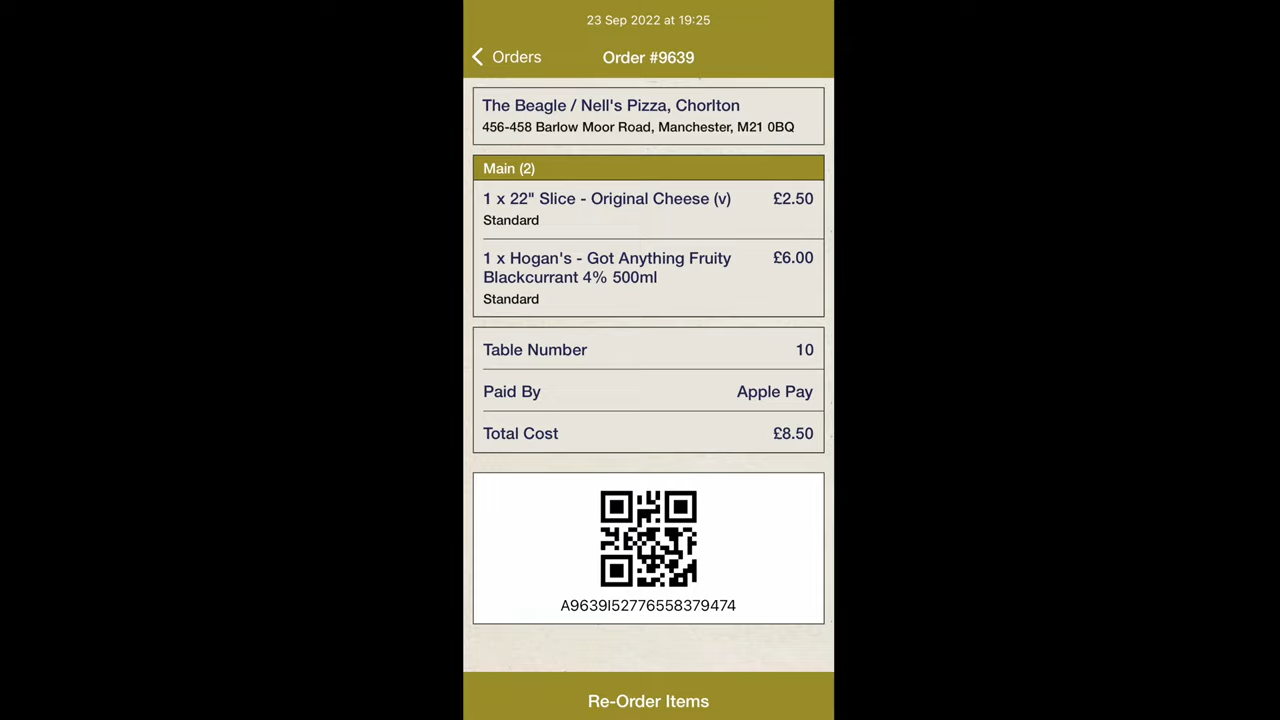 23 Sep 2022 at 19:25
Orders
Order #9639
The Beagle / Nell's Pizza, Chorlton
456-458 Barlow Moor Road, Manchester, M21 0BQ
Main (2)
1 x 22" Slice - Original Cheese (v) £2.50
Standard
1 x Hogan's - Got Anything Fruity £6.00
Blackcurrant 4% 500ml
Standard
Table Number 10
Paid By Apple Pay
Total Cost £8.50
A9639I52776558379474
Re-Order Items